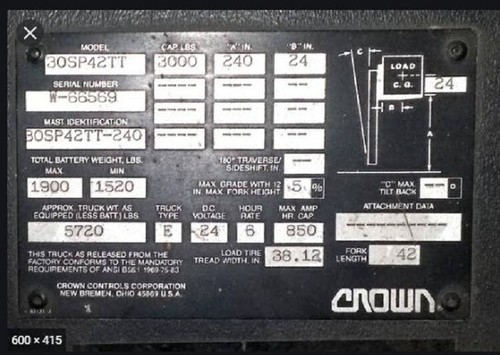 MODEL CAP. LBS. "A" IN. "B" IN.
30SP42TT 3000 240 24
SERIAL NUMBER
W-66569
MAST IDENTIFICATION
30SP42TT-240
C
LOAD
C.G.
24
B
A
TOTAL BATTERY WEIGHT, LBS.
MAX. MIN
1900 1520
180° TRAVERSE/
SIDESHIFT, IN.
MAX. GRADE WITH 12
IN. MAX. FORK HEIGHT 5 %
"C" MAX.
TILT BACK
APPROX. TRUCK WT. AS
EQUIPPED (LESS BATT.) LBS.
5720
TRUCK
TYPE
E
D.C.
VOLTAGE
24
HOUR
RATE
6
MAX AMP
HR. CAP.
850
ATTACHMENT DATA
LOAD TIRE
TREAD WIDTH, IN. 38.12
FORK
LENGTH 42
THIS TRUCK AS RELEASED FROM THE
FACTORY CONFORMS TO THE MANDATORY
REQUIREMENTS OF ANSI B56.1
CROWN CONTROLS CORPORATION
NEW BREMEN, OHIO 45869 U.S.A.
CROWN
600 × 415